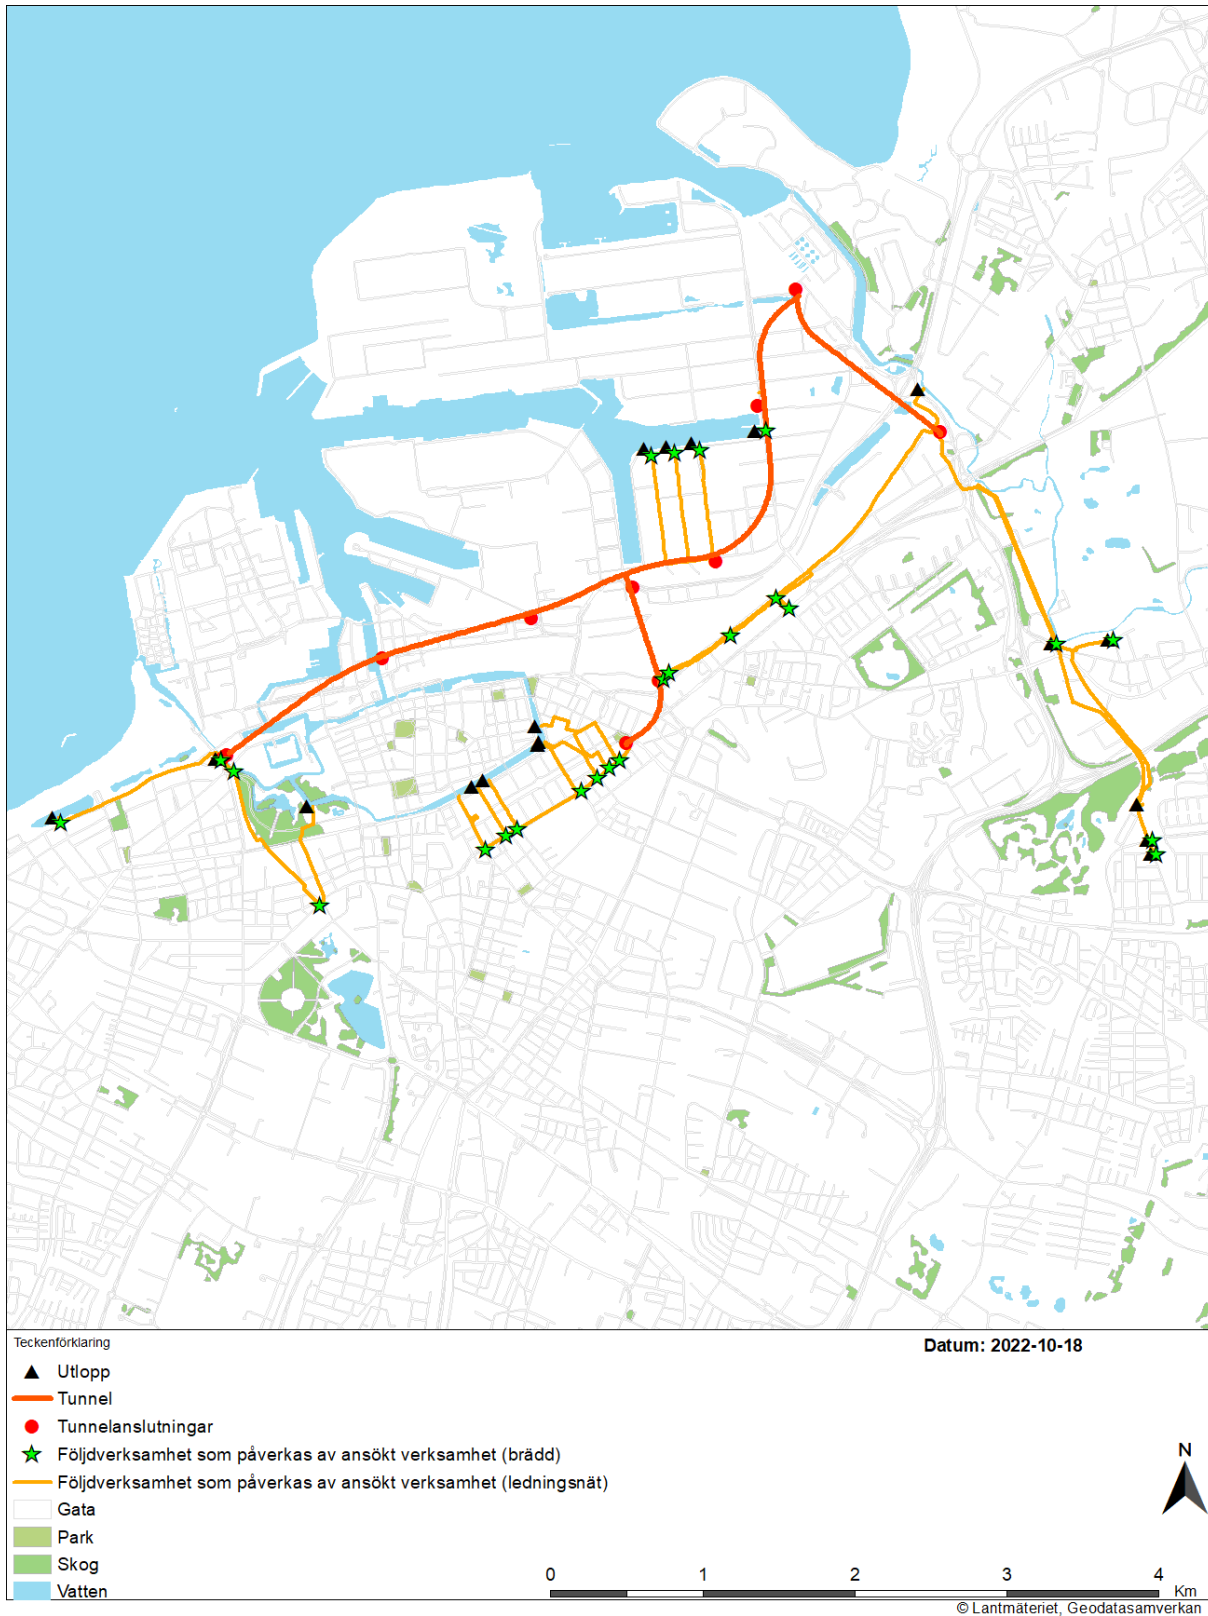 Teckenförklaring
Datum: 2022-10-18
Utlopp
Tunnel
Tunnelanslutningar
Följdverksamhet som påverkas av ansökt verksamhet (brädd)
Följdverksamhet som påverkas av ansökt verksamhet (ledningsnät)
Gata
Park
Skog
Vatten
N
0 1 2 3 4
Km
© Lantmäteriet, Geodatasamverkan